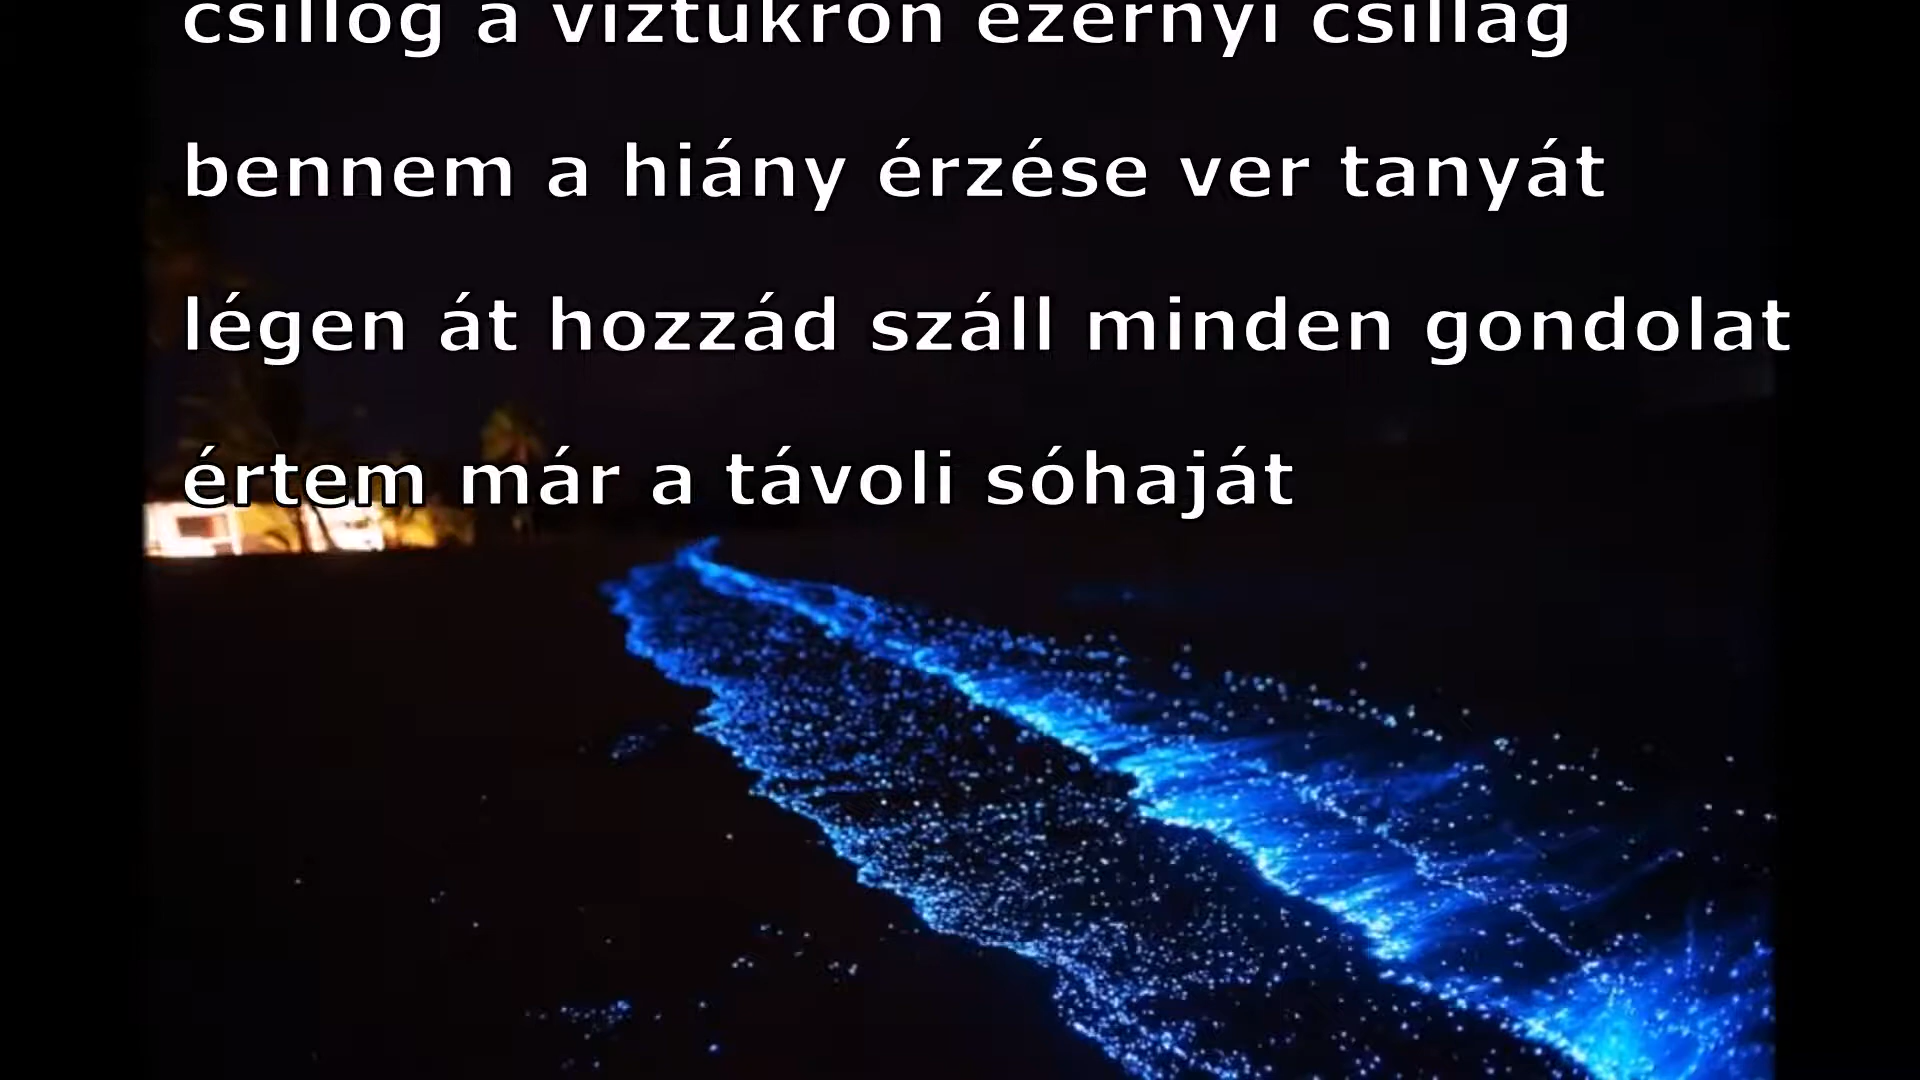 csillog a víztükrön ezernyi csillag
bennem a hiány érzése ver tanyát
légen át hozzád száll minden gondolat
értem már a távoli sóhaját